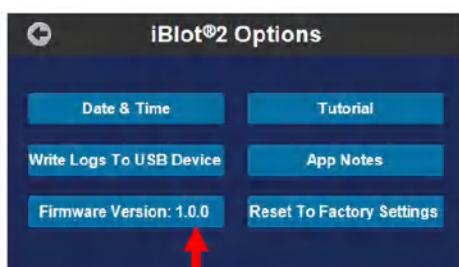 iBlot®2 Options
Date & Time
Tutorial
Write Logs To USB Device
App Notes
Firmware Version: 1.0.0
Reset To Factory Settings